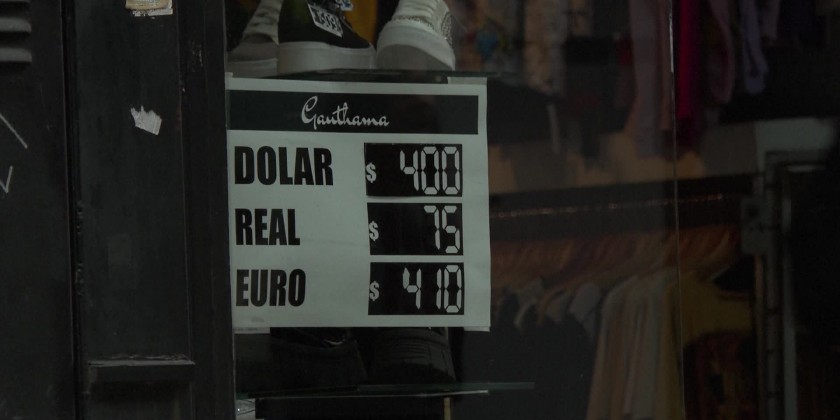 Gauthama
DOLAR $ 400
REAL $ 75
EURO $ 410